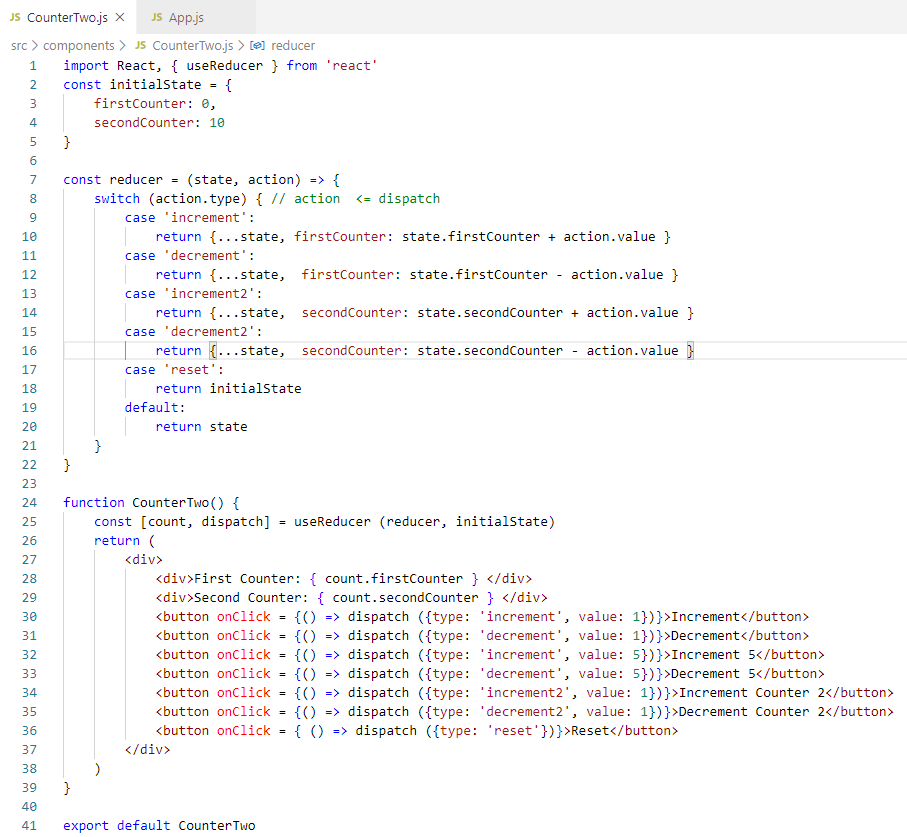 JS CounterTwo.js × JS App.js
src > components > JS CounterTwo.js > reducer
1 import React, { useReducer } from 'react'
2 const initialState = {
3     firstCounter: 0,
4     secondCounter: 10
5 }
6
7 const reducer = (state, action) => {
8     switch (action.type) { // action  <= dispatch
9         case 'increment':
10             return {...state, firstCounter: state.firstCounter + action.value }
11         case 'decrement':
12             return {...state,  firstCounter: state.firstCounter - action.value }
13         case 'increment2':
14             return {...state,  secondCounter: state.secondCounter + action.value }
15         case 'decrement2':
16             return {...state,  secondCounter: state.secondCounter - action.value }
17         case 'reset':
18             return initialState
19         default:
20             return state
21     }
22 }
23
24 function CounterTwo() {
25     const [count, dispatch] = useReducer (reducer, initialState)
26     return (
27         <div>
28             <div>First Counter: { count.firstCounter } </div>
29             <div>Second Counter: { count.secondCounter } </div>
30             <button onClick = {() => dispatch ({type: 'increment', value: 1})}>Increment</button>
31             <button onClick = {() => dispatch ({type: 'decrement', value: 1})}>Decrement</button>
32             <button onClick = {() => dispatch ({type: 'increment', value: 5})}>Increment 5</button>
33             <button onClick = {() => dispatch ({type: 'decrement', value: 5})}>Decrement 5</button>
34             <button onClick = {() => dispatch ({type: 'increment2', value: 1})}>Increment Counter 2</button>
35             <button onClick = {() => dispatch ({type: 'decrement2', value: 1})}>Decrement Counter 2</button>
36             <button onClick = { () => dispatch ({type: 'reset'})}>Reset</button>
37         </div>
38     )
39 }
40
41 export default CounterTwo